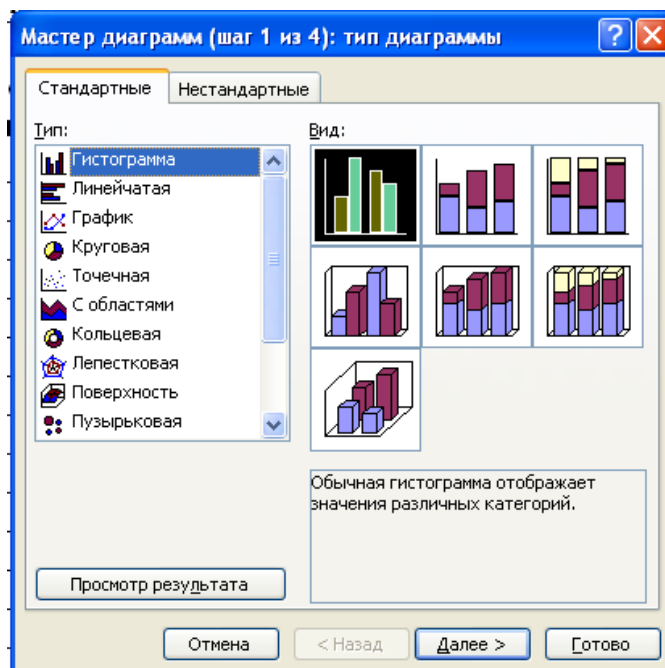 Мастер диаграмм (шаг 1 из 4): тип диаграммы
Стандартные
Нестандартные
Тип:
Гистограмма
Линейчатая
График
Круговая
Точечная
С областями
Кольцевая
Лепестковая
Поверхность
Пузырьковая
Вид:
Обычная гистограмма отображает
значения различных категорий.
Просмотр результата
Отмена
< Назад
Далее >
Готово